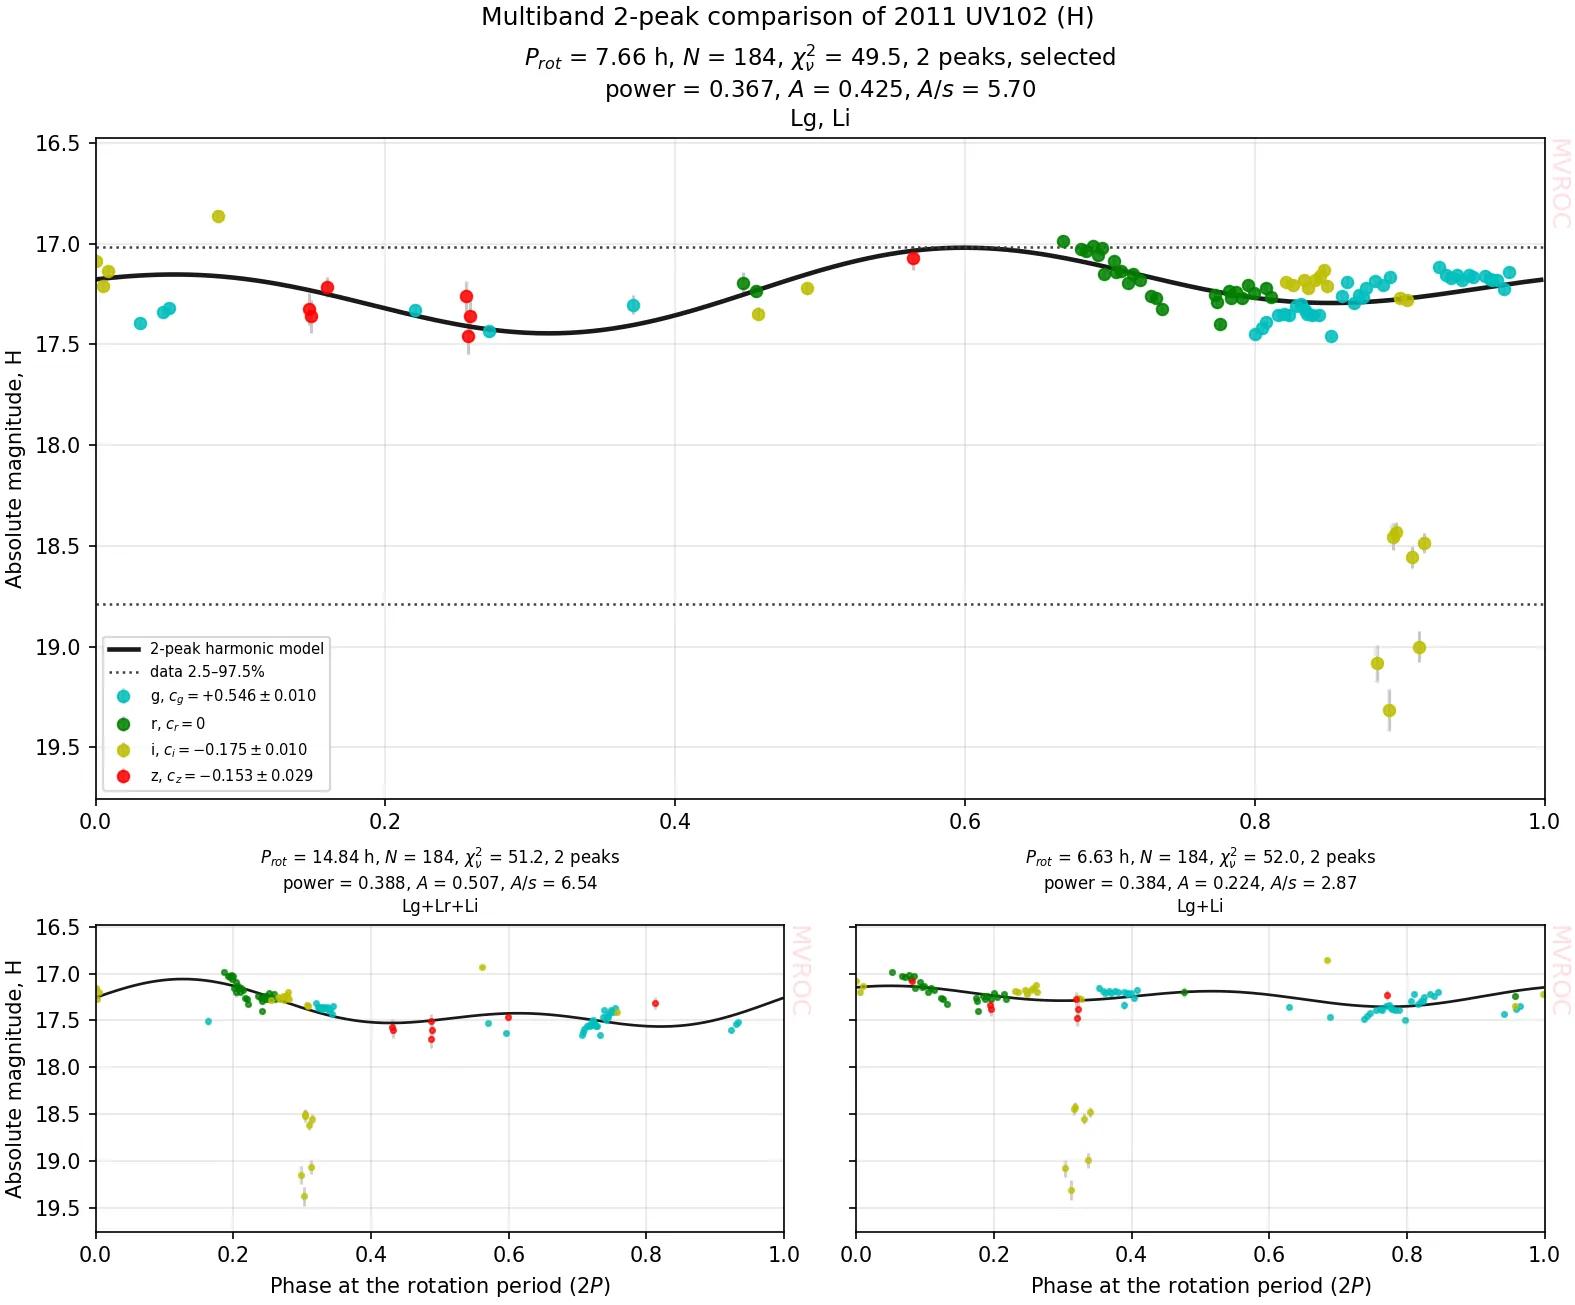 Multiband 2-peak comparison of 2011 UV102 (H)
P_rot = 7.66 h, N = 184, χ²_ν = 49.5, 2 peaks, selected
power = 0.367, A = 0.425, A/s = 5.70
Lg, Li
16.5
17.0
17.5
18.0
18.5
19.0
19.5
Absolute magnitude, H
MVROC
2-peak harmonic model
data 2.5–97.5%
g, c_g = +0.546 ± 0.010
r, c_r = 0
i, c_i = −0.175 ± 0.010
z, c_z = −0.153 ± 0.029
0.0 0.2 0.4 0.6 0.8 1.0
P_rot = 14.84 h, N = 184, χ²_ν = 51.2, 2 peaks
power = 0.388, A = 0.507, A/s = 6.54
Lg+Lr+Li
16.5
17.0
17.5
18.0
18.5
19.0
19.5
Absolute magnitude, H
MVROC
0.0 0.2 0.4 0.6 0.8 1.0
Phase at the rotation period (2P)
P_rot = 6.63 h, N = 184, χ²_ν = 52.0, 2 peaks
power = 0.384, A = 0.224, A/s = 2.87
Lg+Li
MVROC
0.0 0.2 0.4 0.6 0.8 1.0
Phase at the rotation period (2P)